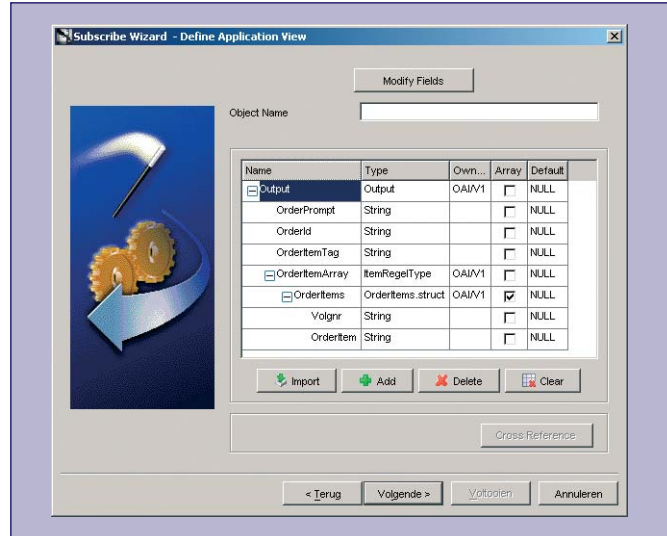 Subscribe Wizard - Define Application View
Modify Fields
Object Name
Name Type Own... Array Default
Output Output OAI/V1 NULL
OrderPrompt String NULL
OrderId String NULL
OrderItemTag String NULL
OrderItemArray ItemRegelType OAI/V1 NULL
OrderItems OrderItems.struct OAI/V1 NULL
Volgnr String NULL
OrderItem String NULL
Import Add Delete Clear
Cross Reference
< Terug Volgende > Voltooien Annuleren